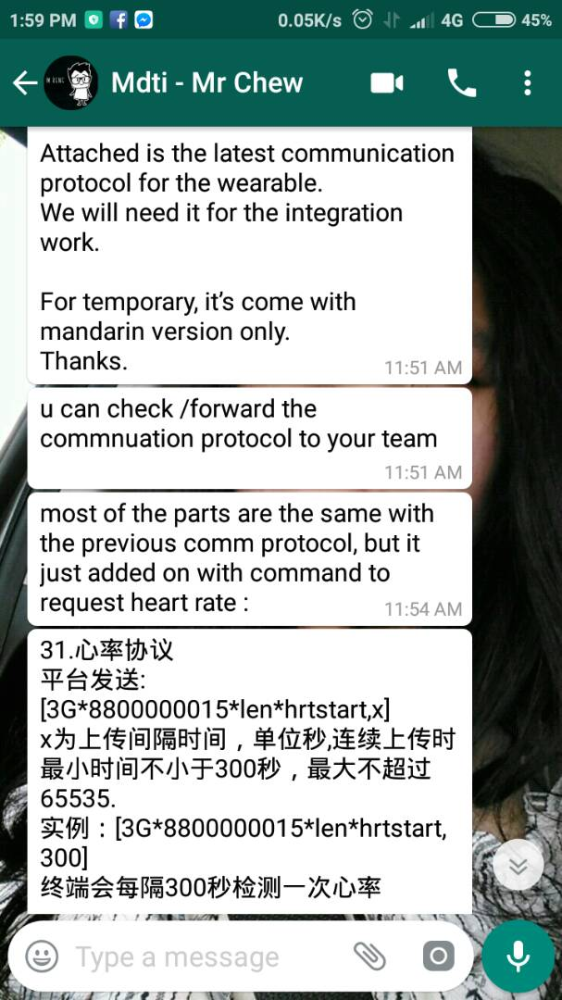 1:59 PM 0.05K/s 4G 45%
Mdti - Mr Chew
Attached is the latest communication
protocol for the wearable.
We will need it for the integration
work.
For temporary, it's come with
mandarin version only.
Thanks.
11:51 AM
u can check /forward the
commnuation protocol to your team
11:51 AM
most of the parts are the same with
the previous comm protocol, but it
just added on with command to
request heart rate :
11:54 AM
31.心率协议
平台发送:
[3G*8800000015*len*hrtstart,x]
x为上传间隔时间，单位秒,连续上传时
最小时间不小于300秒，最大不超过
65535.
实例：[3G*8800000015*len*hrtstart,
300]
终端会每隔300秒检测一次心率
Type a message